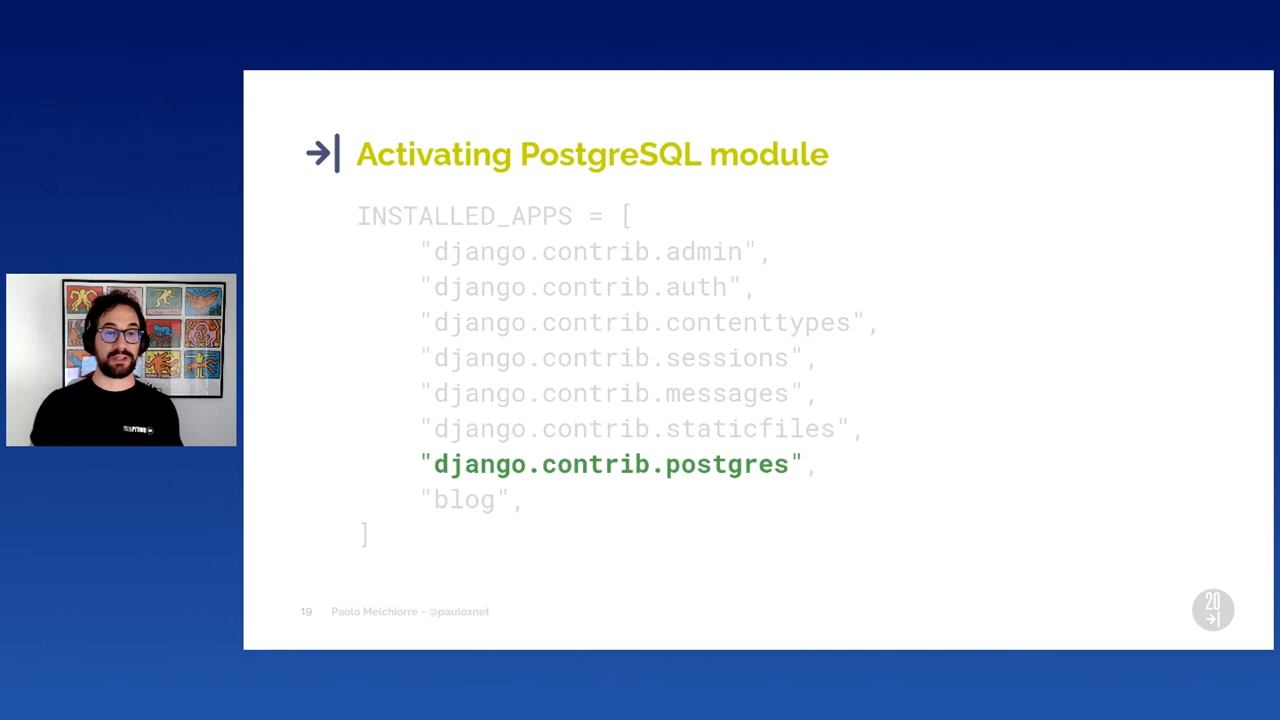 Activating PostgreSQL module
INSTALLED_APPS = [
"django.contrib.admin",
"django.contrib.auth",
"django.contrib.contenttypes",
"django.contrib.sessions",
"django.contrib.messages",
"django.contrib.staticfiles",
"django.contrib.postgres",
"blog",
]
19 Paolo Melchiorre ~ @pauloxnet
20